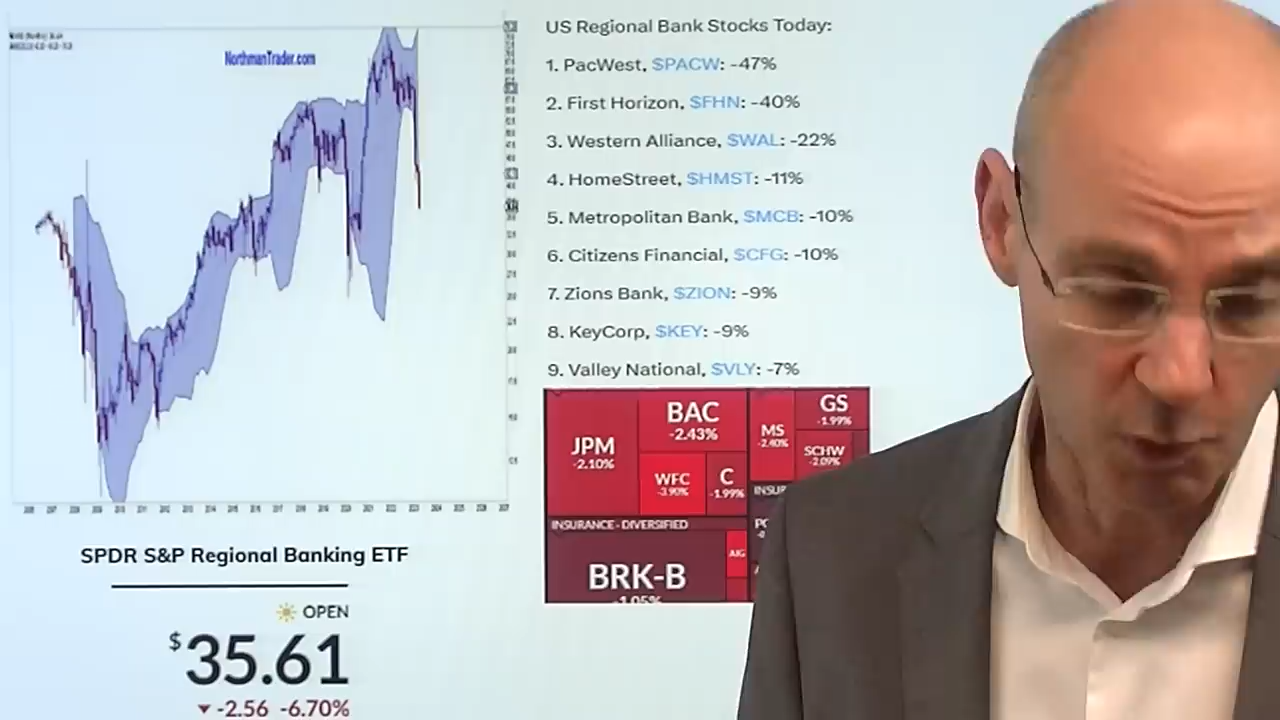 NorthmanTrader.com
SPDR S&P Regional Banking ETF
OPEN
$35.61
▼ -2.56 -6.70%
US Regional Bank Stocks Today:
1. PacWest, $PACW: -47%
2. First Horizon, $FHN: -40%
3. Western Alliance, $WAL: -22%
4. HomeStreet, $HMST: -11%
5. Metropolitan Bank, $MCB: -10%
6. Citizens Financial, $CFG: -10%
7. Zions Bank, $ZION: -9%
8. KeyCorp, $KEY: -9%
9. Valley National, $VLY: -7%
JPM
-2.10%
BAC
-2.43%
WFC
-3.90%
C
-1.99%
MS
-2.40%
GS
-1.99%
SCHW
-2.09%
INSURANCE - DIVERSIFIED
BRK-B
-1.05%
AIG
INSUR